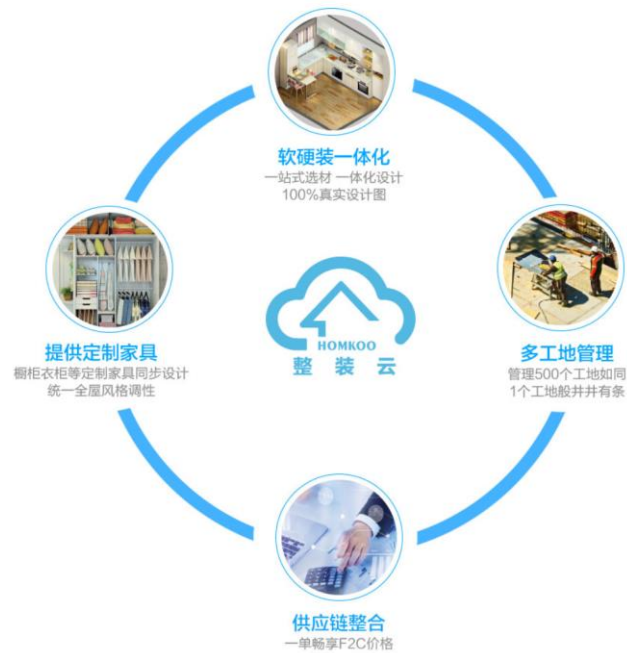 软硬装一体化
一站式选材 一体化设计
100%真实设计图
提供定制家具
橱柜衣柜等定制家具同步设计
统一全屋风格调性
HOMKOO
整装云
多工地管理
管理500个工地如同
1个工地般井井有条
供应链整合
一单畅享F2C价格